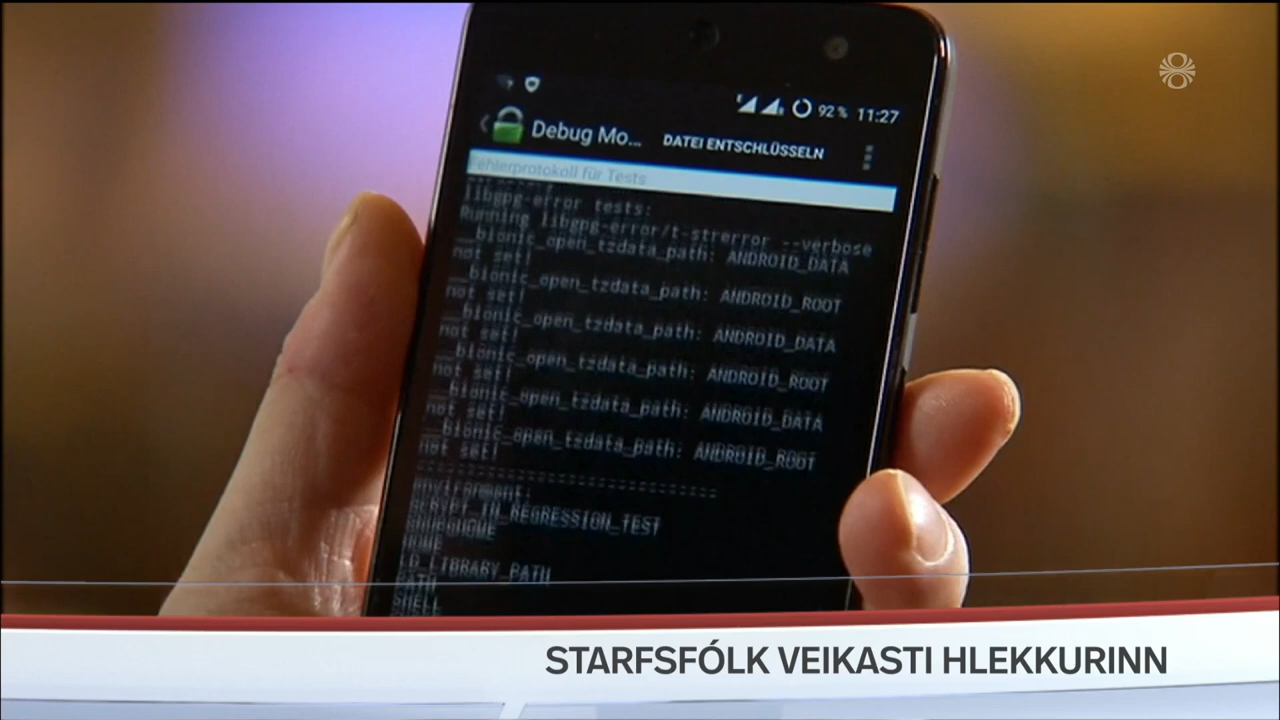 92% 11:27
Debug Mo... DATEI ENTSCHLÜSSELN
Fehlerprotokoll für Tests
libgpg-error tests:
Running libgpg-error/t-strerror --verbose
__bionic_open_tzdata_path: ANDROID_DATA
not set!
__bionic_open_tzdata_path: ANDROID_ROOT
not set!
__bionic_open_tzdata_path: ANDROID_DATA
not set!
__bionic_open_tzdata_path: ANDROID_ROOT
not set!
__bionic_open_tzdata_path: ANDROID_DATA
not set!
__bionic_open_tzdata_path: ANDROID_ROOT
not set!
IN_REGRESSION_TEST
HOME
LD_LIBRARY_PATH
PATH
SHELL
STARFSFÓLK VEIKASTI HLEKKURINN